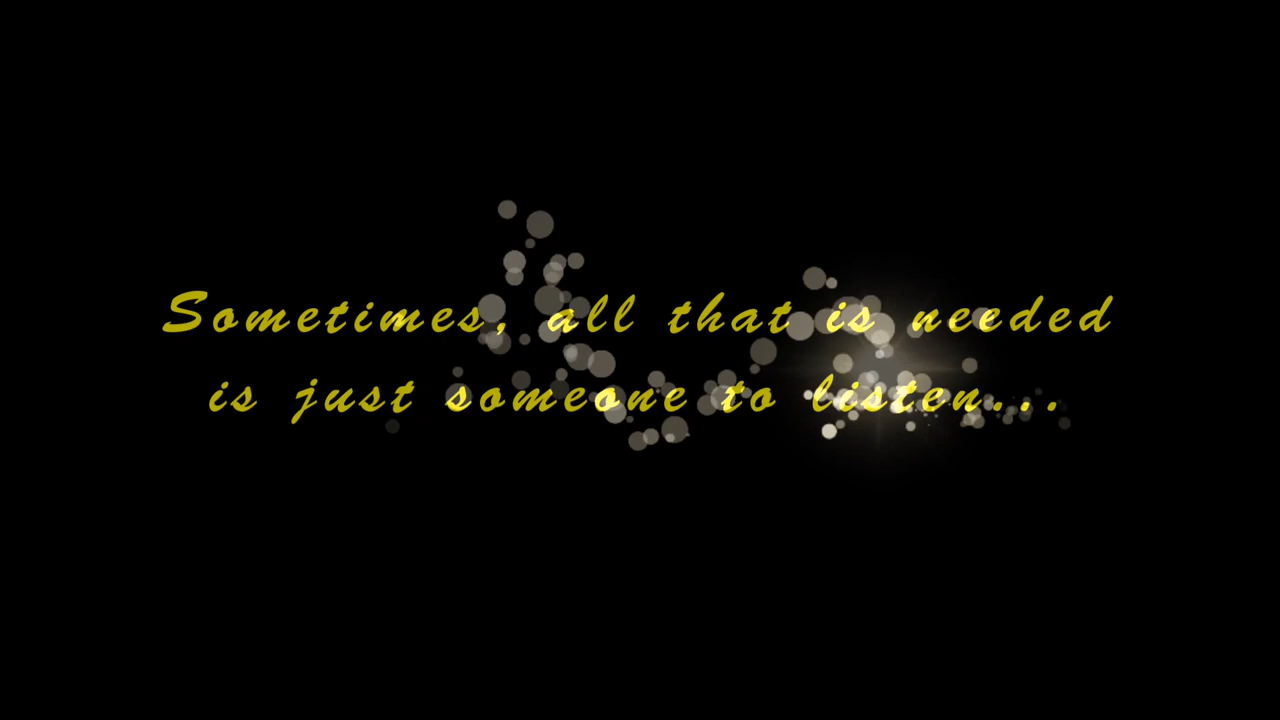 Sometimes, all that is needed
is just someone to listen...